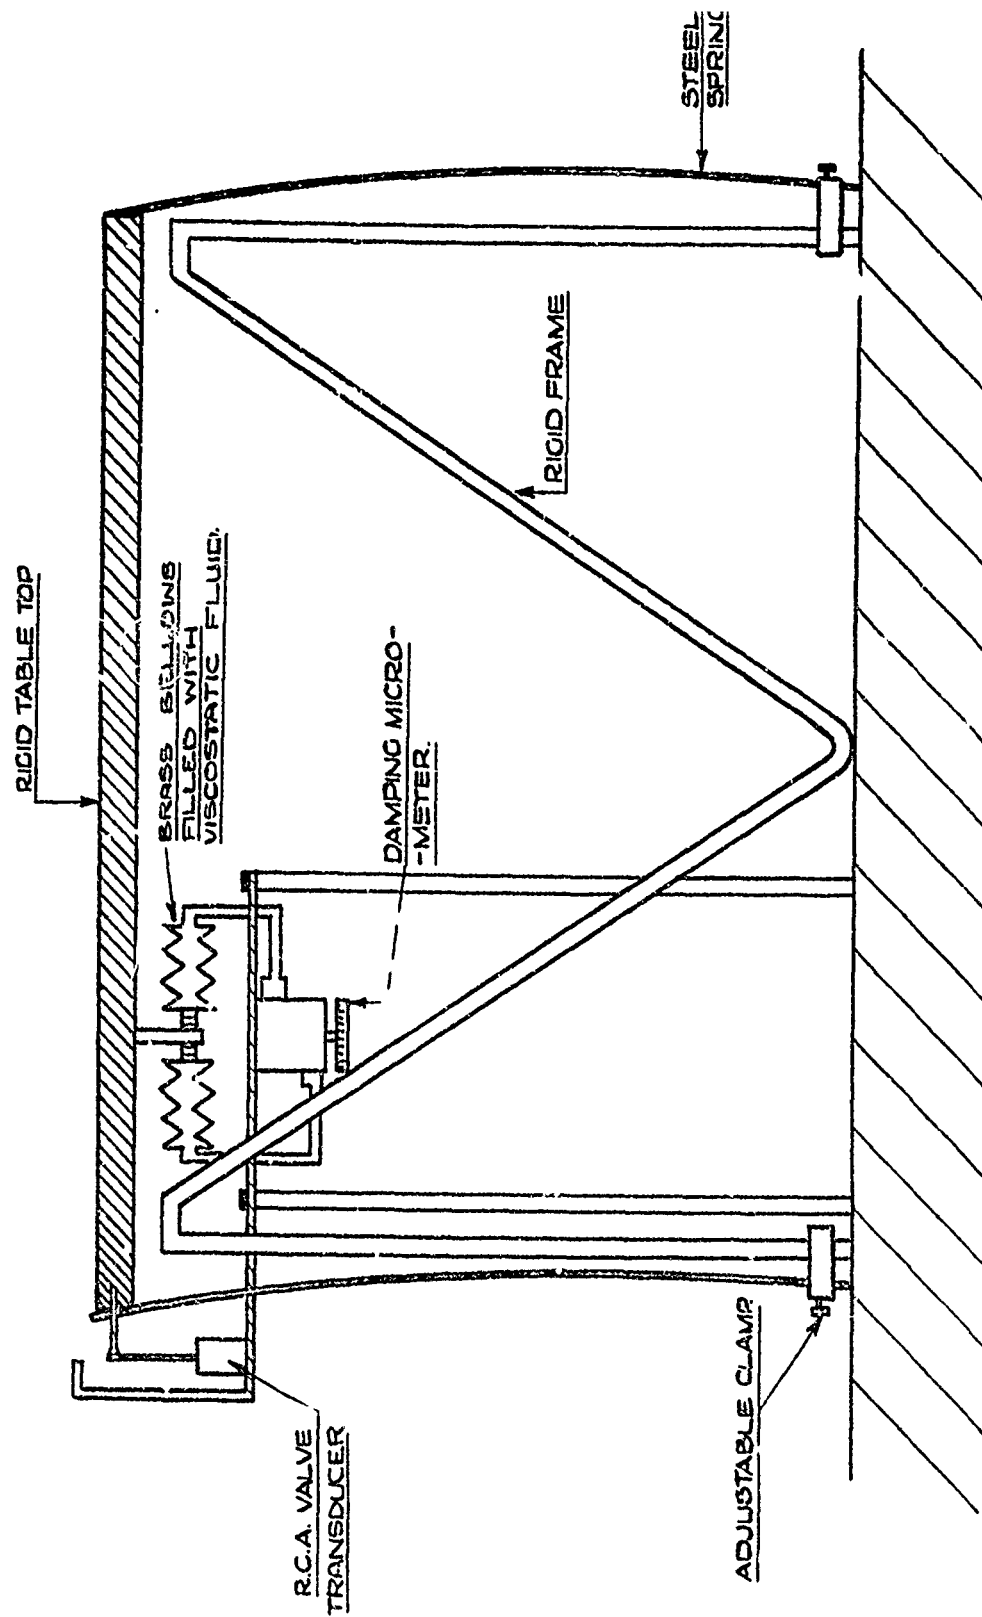 RIGID TABLE TOP
BRASS BELLOWS
FILLED WITH
VISCOSTATIC FLUID.
DAMPING MICRO-
-METER.
RIGID FRAME
STEEL
SPRING
R.C.A. VALVE
TRANSDUCER
ADJUSTABLE CLAMP.